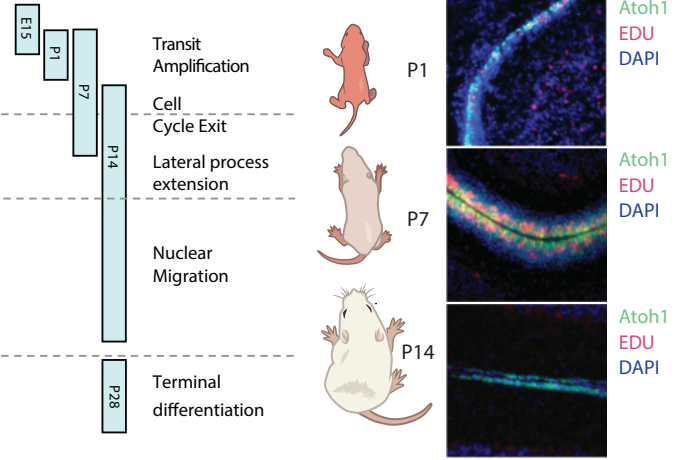 E15
P1
P7
P14
P28
Transit
Amplification
Cell
Cycle Exit
Lateral process
extension
Nuclear
Migration
Terminal
differentiation
P1
P7
P14
Atoh1
EDU
DAPI
Atoh1
EDU
DAPI
Atoh1
EDU
DAPI